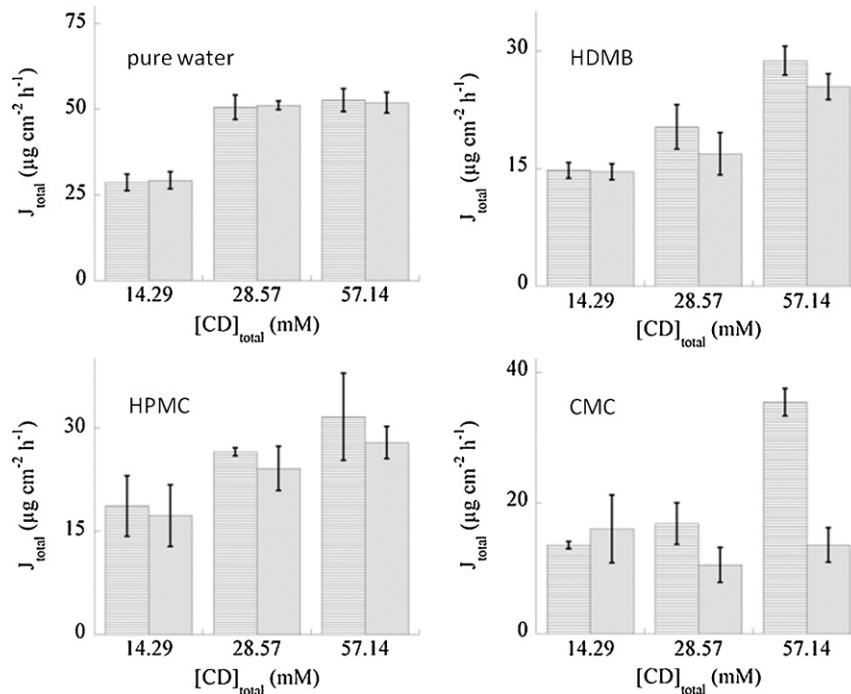 75
50
25
0
pure water
J_total (µg cm⁻² h⁻¹)
14.29 28.57 57.14
[CD]_total (mM)
30
15
0
HDMB
J_total (µg cm⁻² h⁻¹)
14.29 28.57 57.14
[CD]_total (mM)
30
15
0
HPMC
J_total (µg cm⁻² h⁻¹)
14.29 28.57 57.14
[CD]_total (mM)
40
20
0
CMC
J_total (µg cm⁻² h⁻¹)
14.29 28.57 57.14
[CD]_total (mM)